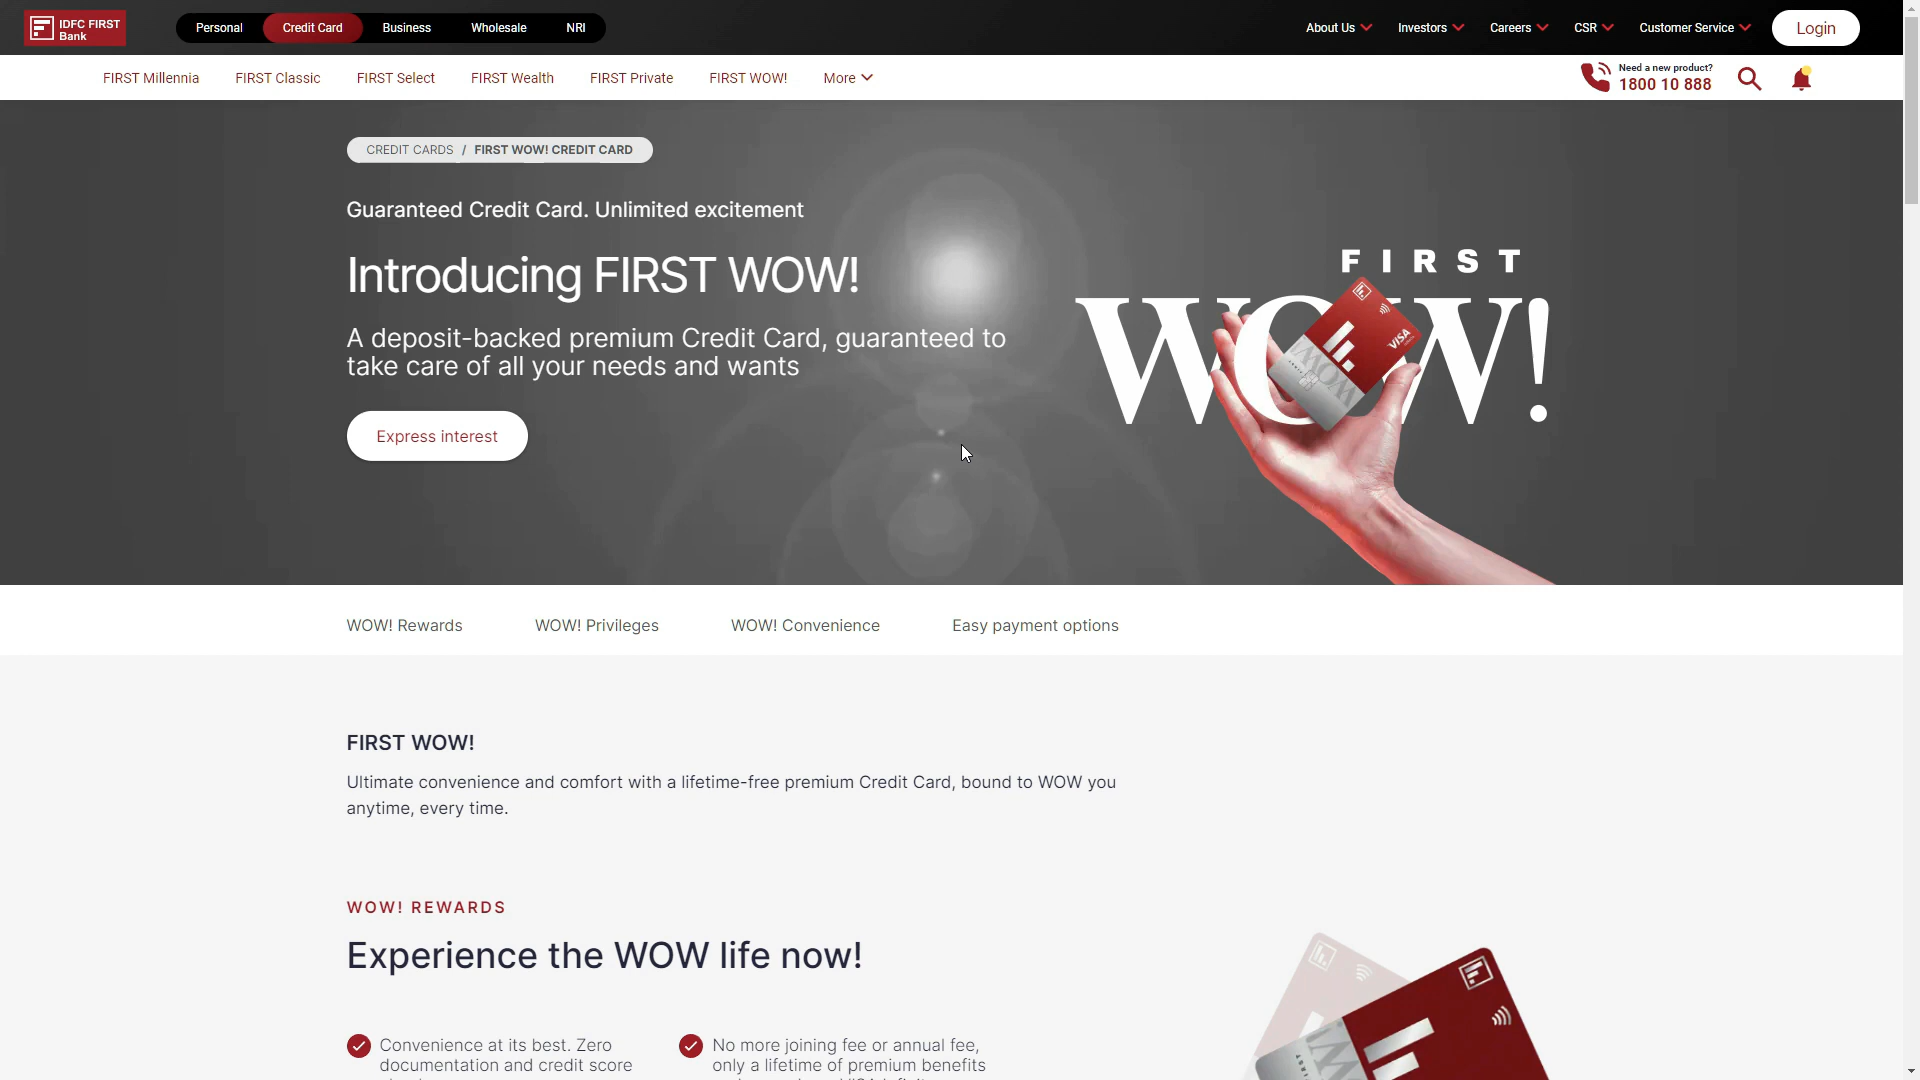 IDFC FIRST
Bank
Personal
Credit Card
Business
Wholesale
NRI
About Us
Investors
Careers
CSR
Customer Service
Login
FIRST Millennia
FIRST Classic
FIRST Select
FIRST Wealth
FIRST Private
FIRST WOW!
More
Need a new product?
1800 10 888
CREDIT CARDS / FIRST WOW! CREDIT CARD
Guaranteed Credit Card. Unlimited excitement
Introducing FIRST WOW!
A deposit-backed premium Credit Card, guaranteed to
take care of all your needs and wants
Express interest
FIRST
WOW!
VISA
WOW
WOW! Rewards
WOW! Privileges
WOW! Convenience
Easy payment options
FIRST WOW!
Ultimate convenience and comfort with a lifetime-free premium Credit Card, bound to WOW you
anytime, every time.
WOW! REWARDS
Experience the WOW life now!
Convenience at its best. Zero
documentation and credit score
No more joining fee or annual fee,
only a lifetime of premium benefits